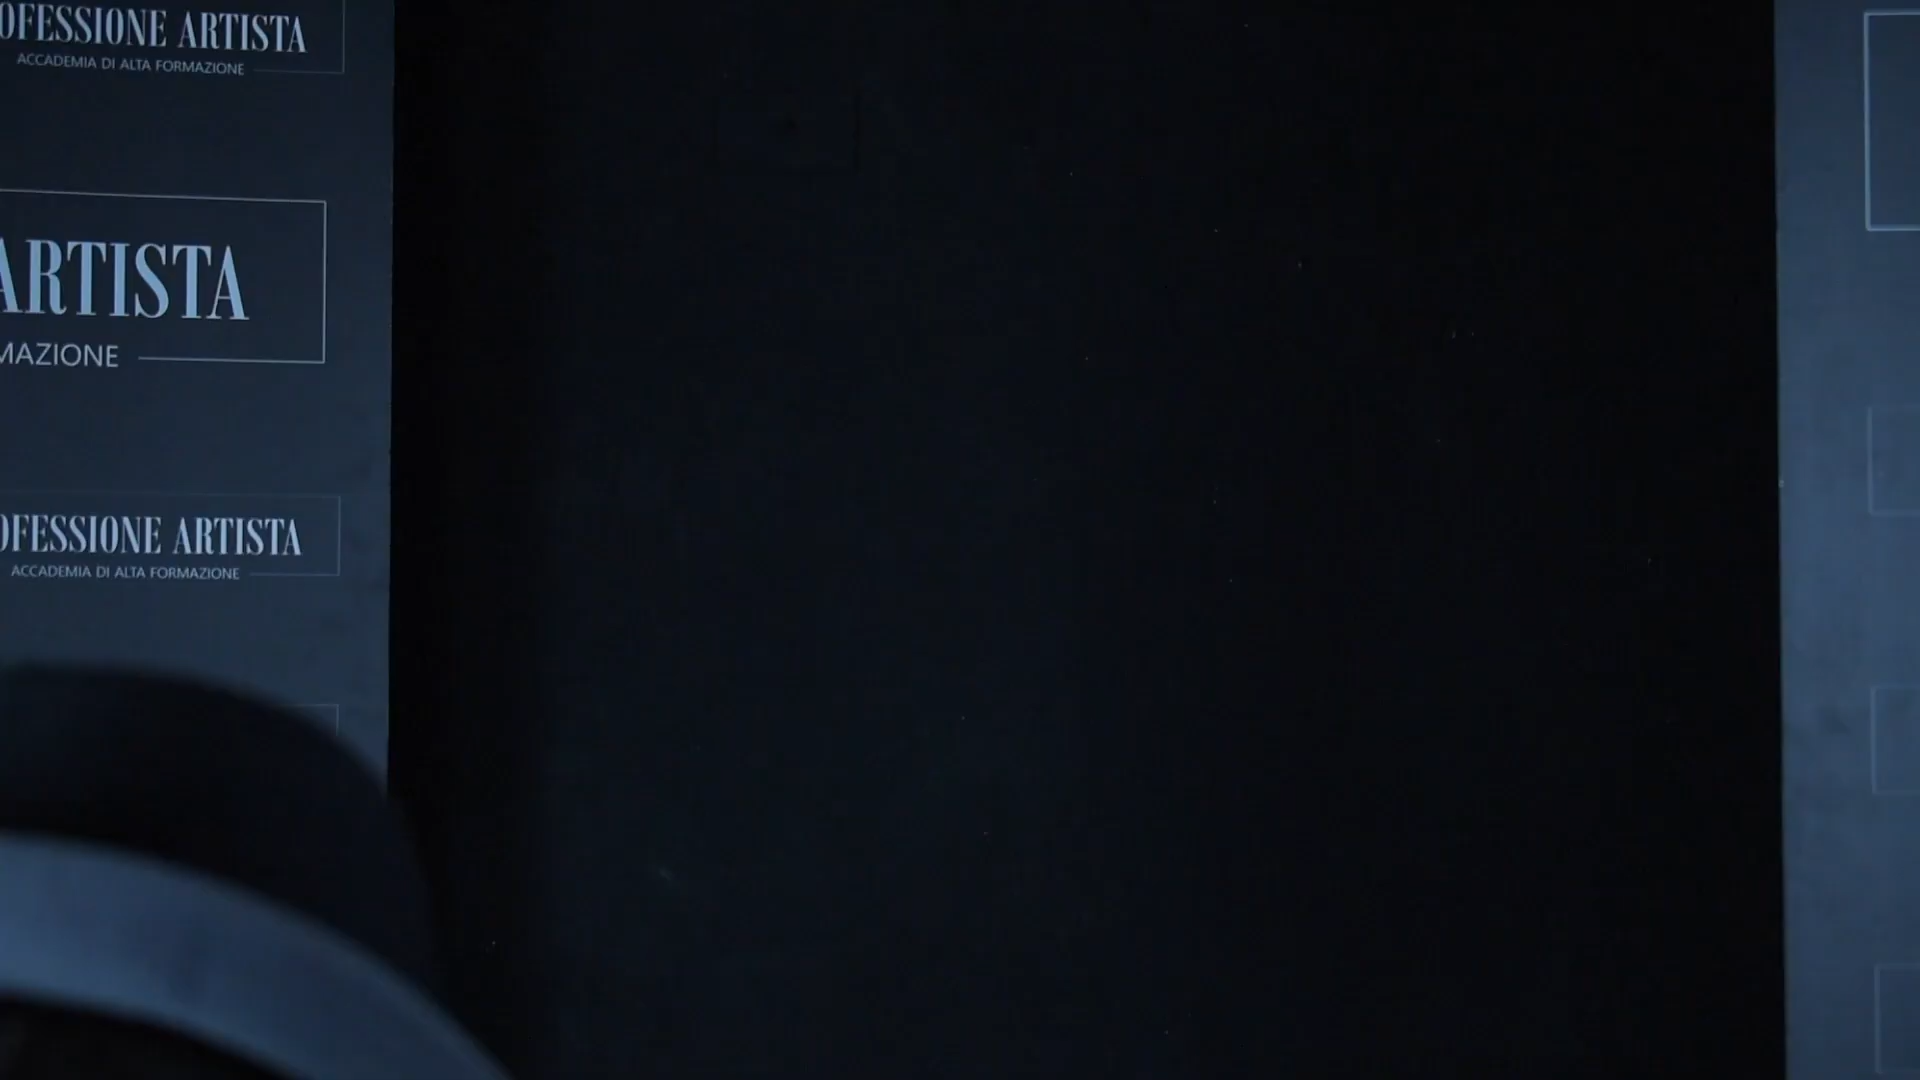 OFESSIONE ARTISTA
ACCADEMIA DI ALTA FORMAZIONE
ARTISTA
MAZIONE
OFESSIONE ARTISTA
ACCADEMIA DI ALTA FORMAZIONE